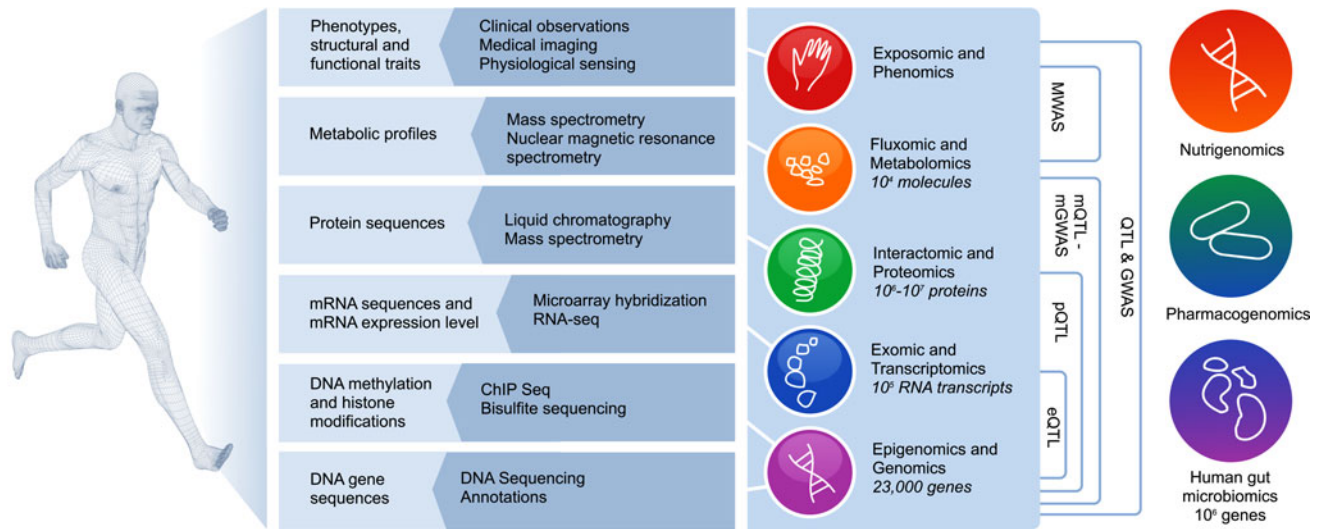 Phenotypes,
structural and
functional traits
Clinical observations
Medical imaging
Physiological sensing
Metabolic profiles
Mass spectrometry
Nuclear magnetic resonance
spectrometry
Protein sequences
Liquid chromatography
Mass spectrometry
mRNA sequences and
mRNA expression level
Microarray hybridization
RNA-seq
DNA methylation
and histone
modifications
ChIP Seq
Bisulfite sequencing
DNA gene
sequences
DNA Sequencing
Annotations
Exposomic and
Phenomics
Fluxomic and
Metabolomics
10⁴ molecules
Interactomic and
Proteomics
10⁶-10⁷ proteins
Exomic and
Transcriptomics
10⁵ RNA transcripts
Epigenomics and
Genomics
23,000 genes
MWAS
mQTL -
mGWAS
pQTL
eQTL
QTL & GWAS
Nutrigenomics
Pharmacogenomics
Human gut
microbiomics
10⁶ genes